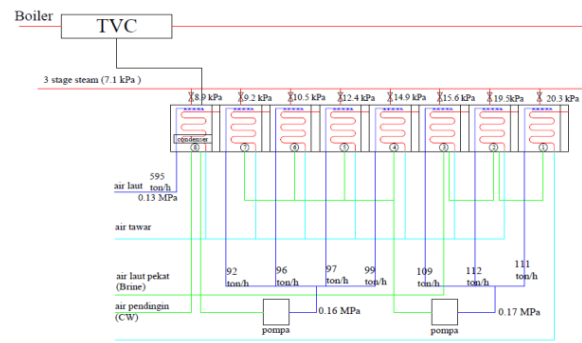 Boiler
TVC
3 stage steam (7.1 kPa )
8.9 kPa
9.2 kPa
10.5 kPa
12.4 kPa
14.9 kPa
15.6 kPa
19.5kPa
20.3 kPa
condenser
8
7
6
5
4
3
2
1
air laut
595
ton/h
0.13 MPa
air tawar
92
ton/h
96
ton/h
97
ton/h
99
ton/h
109
ton/h
112
ton/h
111
ton/h
air laut pekat
(Brine)
air pendingin
(CW)
0.16 MPa
0.17 MPa
pompa
pompa